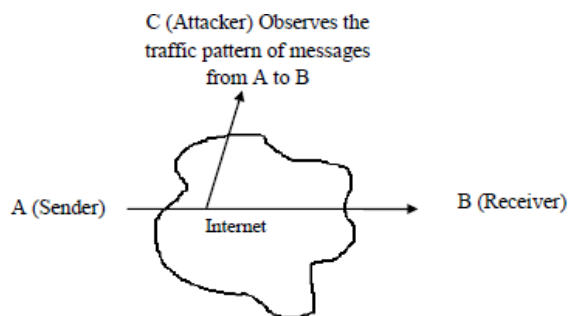 C (Attacker) Observes the
traffic pattern of messages
from A to B
A (Sender)
Internet
B (Receiver)